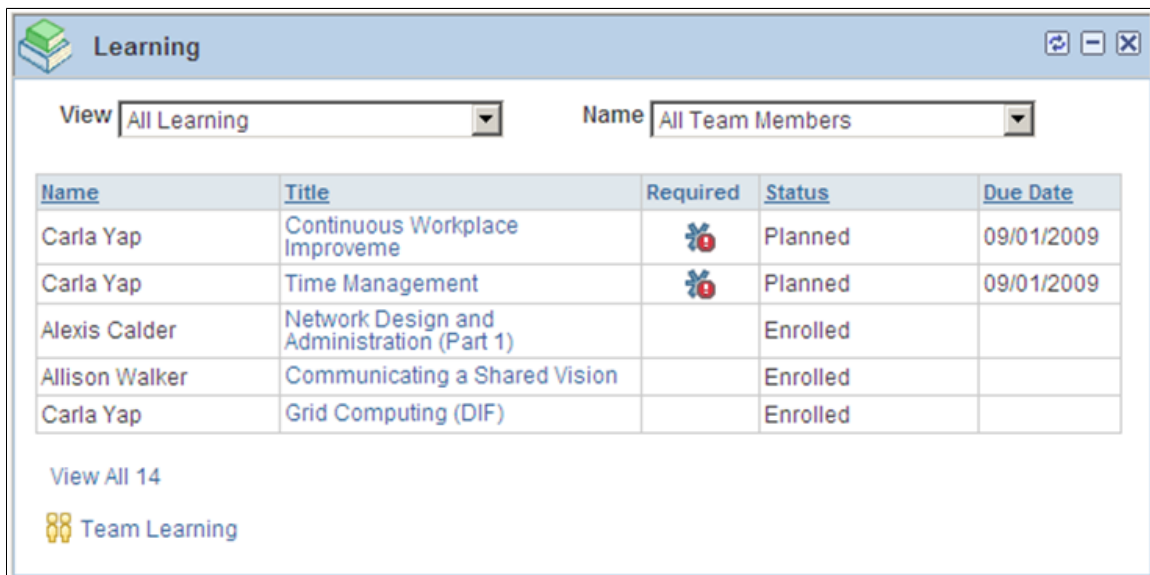 Learning
View All Learning Name All Team Members
Name Title Required Status Due Date
Carla Yap Continuous Workplace Improveme Planned 09/01/2009
Carla Yap Time Management Planned 09/01/2009
Alexis Calder Network Design and Administration (Part 1) Enrolled
Allison Walker Communicating a Shared Vision Enrolled
Carla Yap Grid Computing (DIF) Enrolled
View All 14
Team Learning